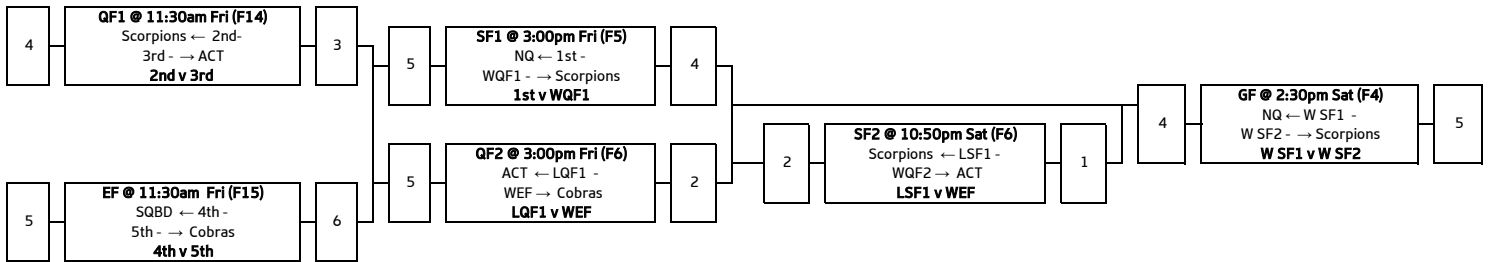 4
QF1 @ 11:30am Fri (F14)
Scorpions ← 2nd-
3rd - → ACT
2nd v 3rd
3
EF @ 11:30am Fri (F15)
5
SQBD ← 4th -
5th - → Cobras
4th v 5th
6
5
SF1 @ 3:00pm Fri (F5)
NQ ← 1st -
WQF1 - → Scorpions
1st v WQF1
4
5
QF2 @ 3:00pm Fri (F6)
ACT ← LQF1 -
WEF → Cobras
LQF1 v WEF
2
2
SF2 @ 10:50pm Sat (F6)
Scorpions ← LSF1 -
WQF2 → ACT
LSF1 v WEF
1
4
GF @ 2:30pm Sat (F4)
NQ ← W SF1 -
W SF2 - → Scorpions
W SF1 v W SF2
5